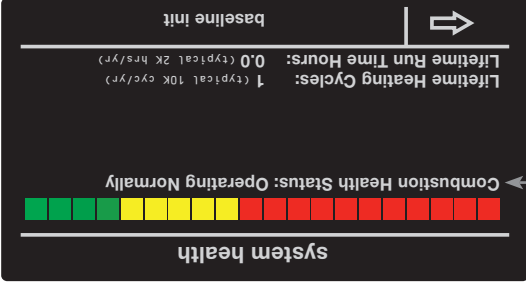 system health
Combustion Health Status: Operating Normally
Lifetime Heating Cycles: 1 (typical 10K cyc/yr)
Lifetime Run Time Hours: 0.0 (typical 2K hrs/yr)
baseline init